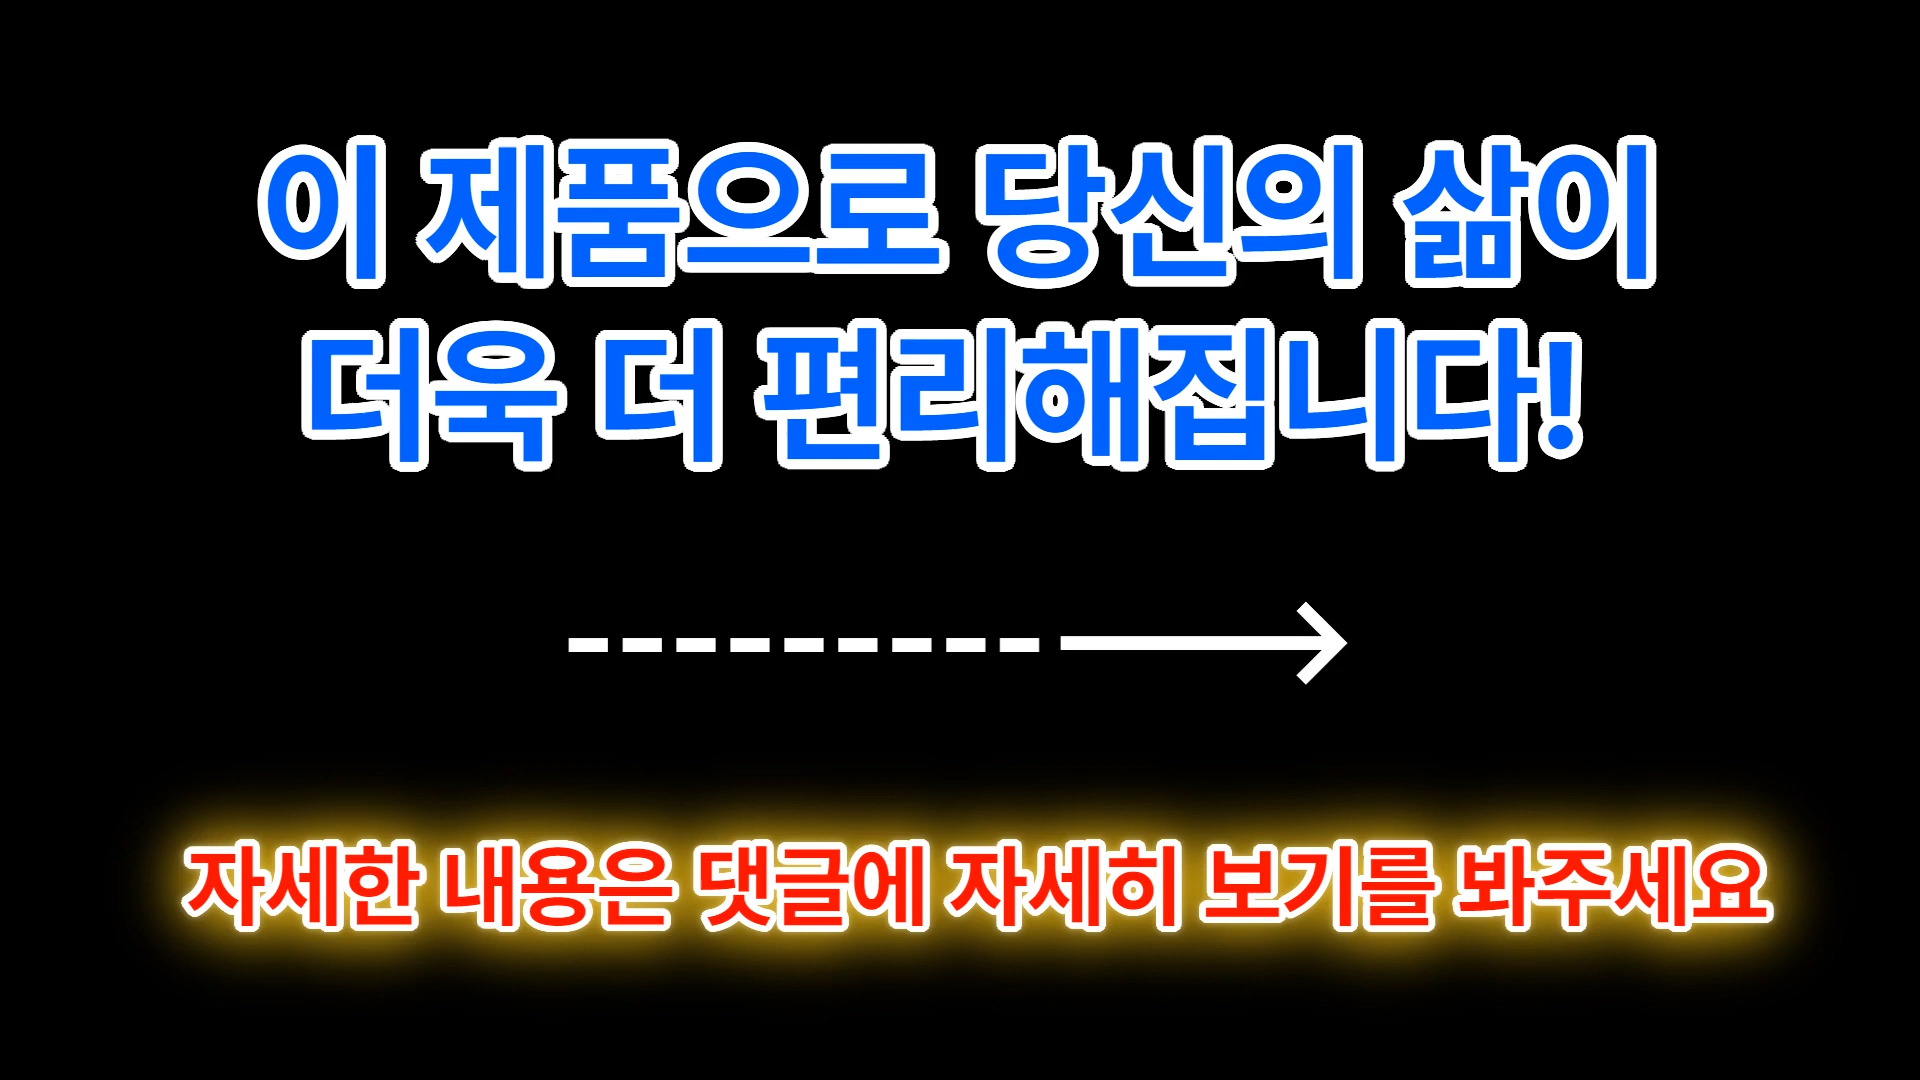 이 제품으로 당신의 삶이
더욱 더 편리해집니다!
자세한 내용은 댓글에 자세히 보기를 봐주세요